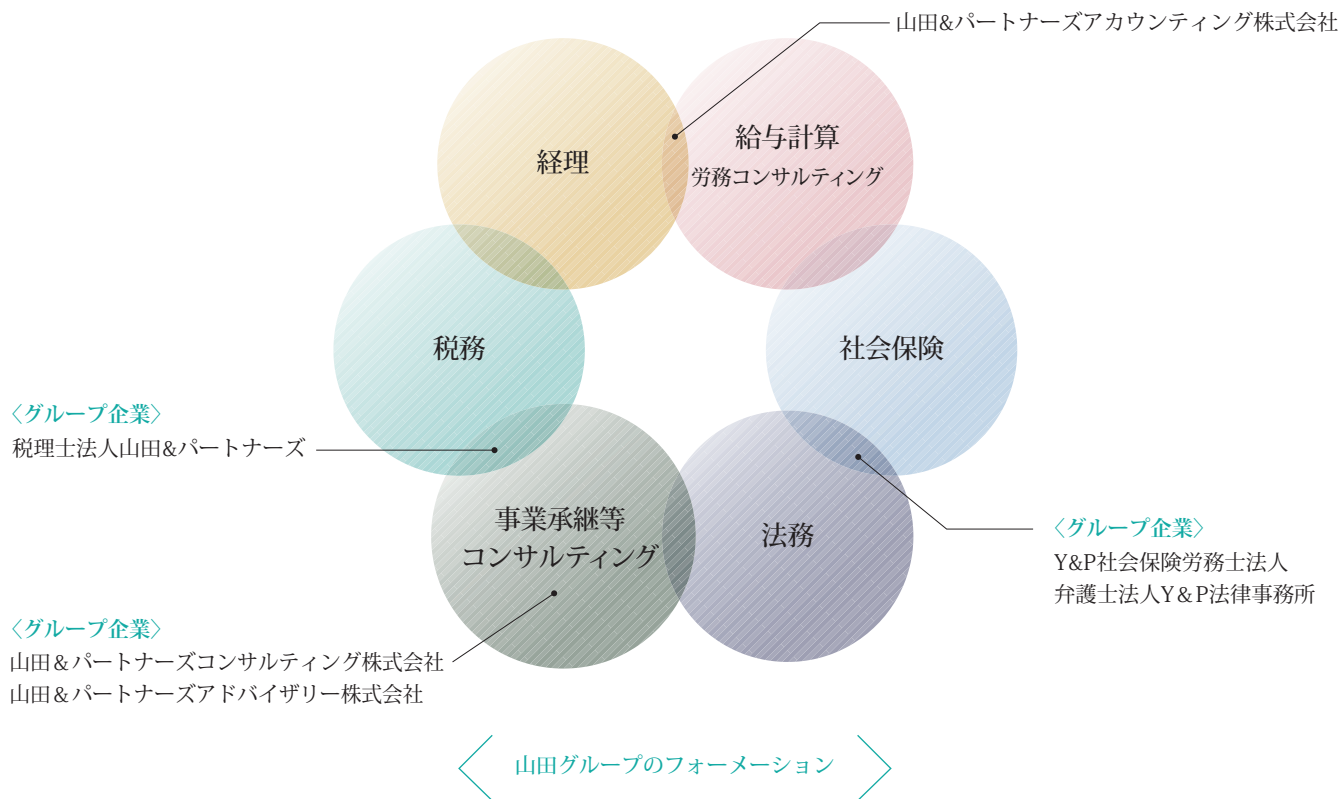 山田&パートナーズアカウンティング株式会社
経理
給与計算
労務コンサルティング
税務
社会保険
〈グループ企業〉
税理士法人山田&パートナーズ
事業承継等
コンサルティング
法務
〈グループ企業〉
Y&P社会保険労務士法人
弁護士法人Y&P法律事務所
〈グループ企業〉
山田&パートナーズコンサルティング株式会社
山田&パートナーズアドバイザリー株式会社
山田グループのフォーメーション